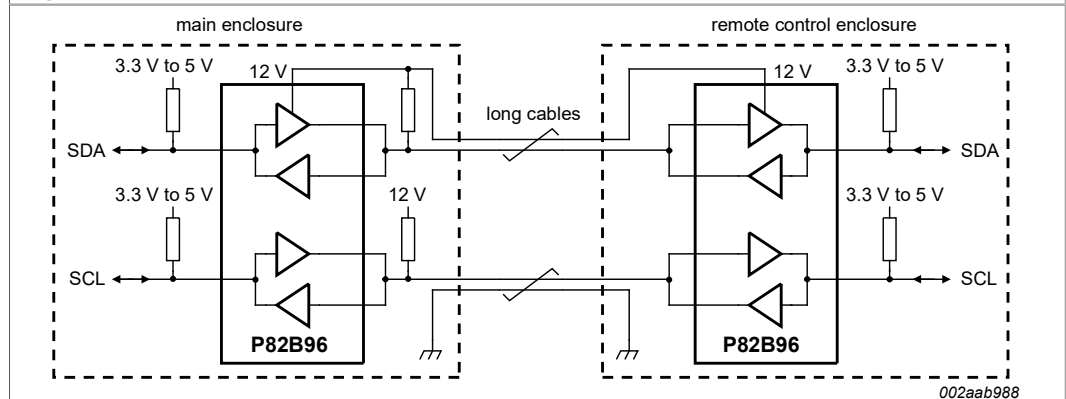 main enclosure
remote control enclosure
3.3 V to 5 V
12 V
12 V
3.3 V to 5 V
long cables
SDA
SDA
3.3 V to 5 V
12 V
3.3 V to 5 V
SCL
SCL
P82B96
P82B96
002aab988